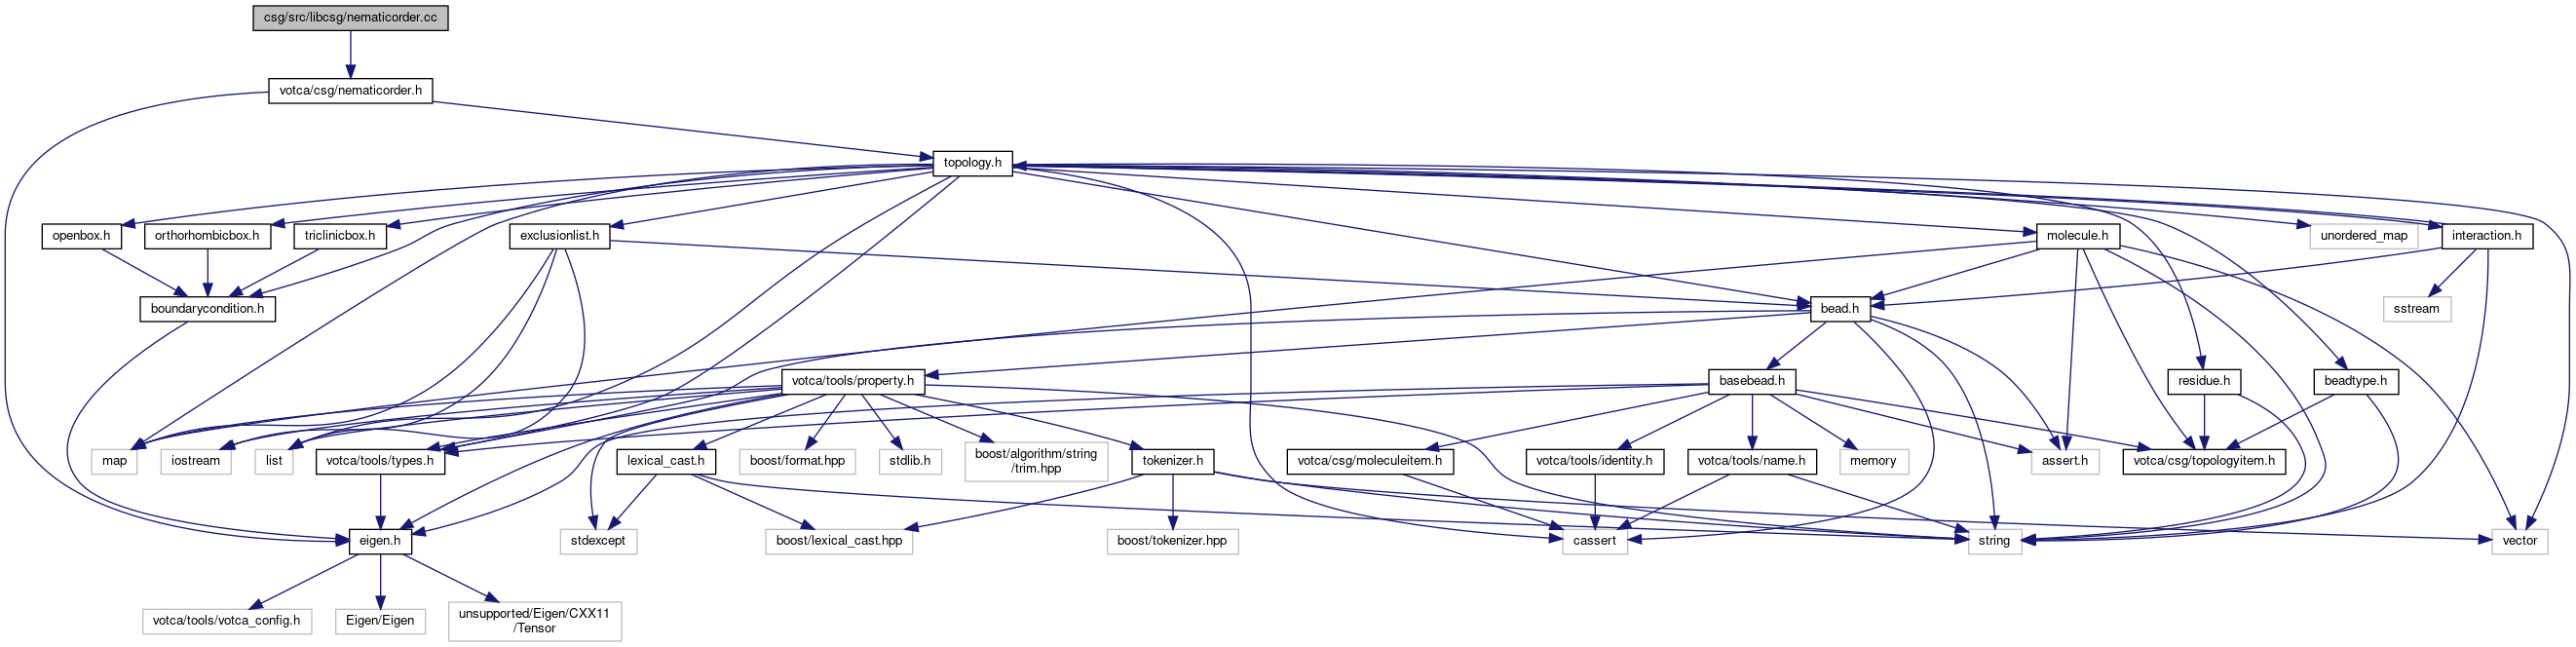 csg/src/libcsg/nematicorder.cc
votca/csg/nematicorder.h
topology.h
openbox.h
orthorhombicbox.h
triclinicbox.h
exclusionlist.h
molecule.h
unordered_map
interaction.h
boundarycondition.h
bead.h
sstream
votca/tools/property.h
basebead.h
residue.h
beadtype.h
map
iostream
list
votca/tools/types.h
lexical_cast.h
boost/format.hpp
stdlib.h
boost/algorithm/string
/trim.hpp
tokenizer.h
votca/csg/moleculeitem.h
votca/tools/identity.h
votca/tools/name.h
memory
assert.h
votca/csg/topologyitem.h
eigen.h
stdexcept
boost/lexical_cast.hpp
boost/tokenizer.hpp
cassert
string
vector
votca/tools/votca_config.h
Eigen/Eigen
unsupported/Eigen/CXX11
/Tensor